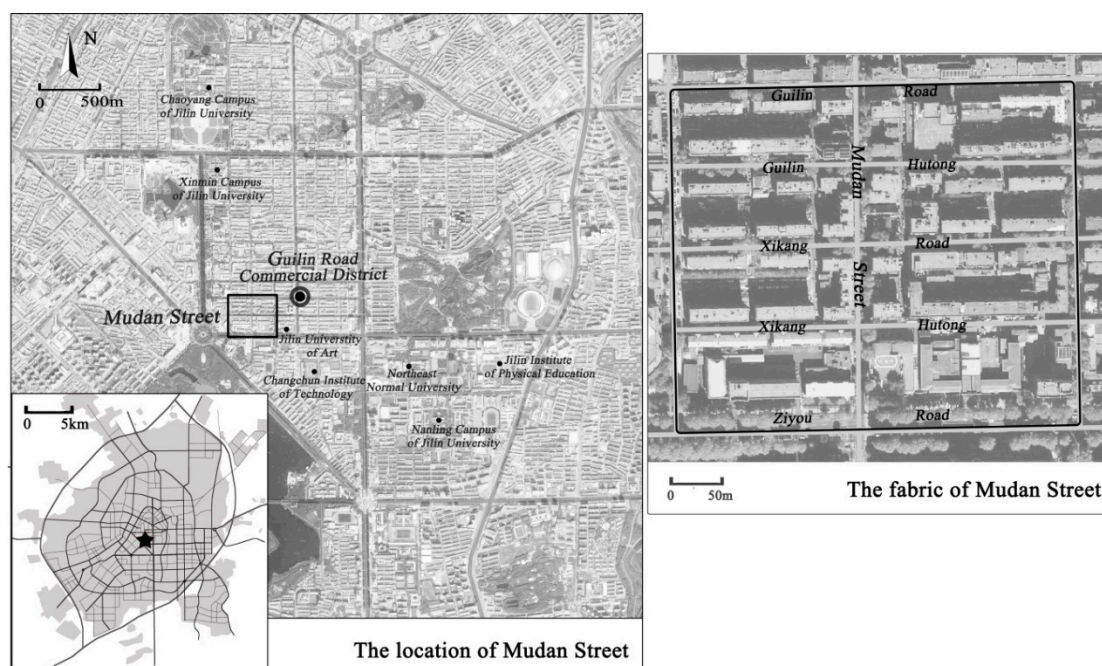 N
0 500m
Chaoyang Campus
of Jilin University
Xinmin Campus
of Jilin University
Guilin Road
Commercial District
Mudan Street
Jilin Universtity
of Art
Changchun Institute
of Technology
Northeast
Normal University
Jilin Institute
of Physical Education
Nanling Campus
of Jilin University
0 5km
The location of Mudan Street
Guilin Road
Mudan
Guilin Hutong
Xikang Road
Street
Xikang Hutong
Ziyou Road
0 50m
The fabric of Mudan Street